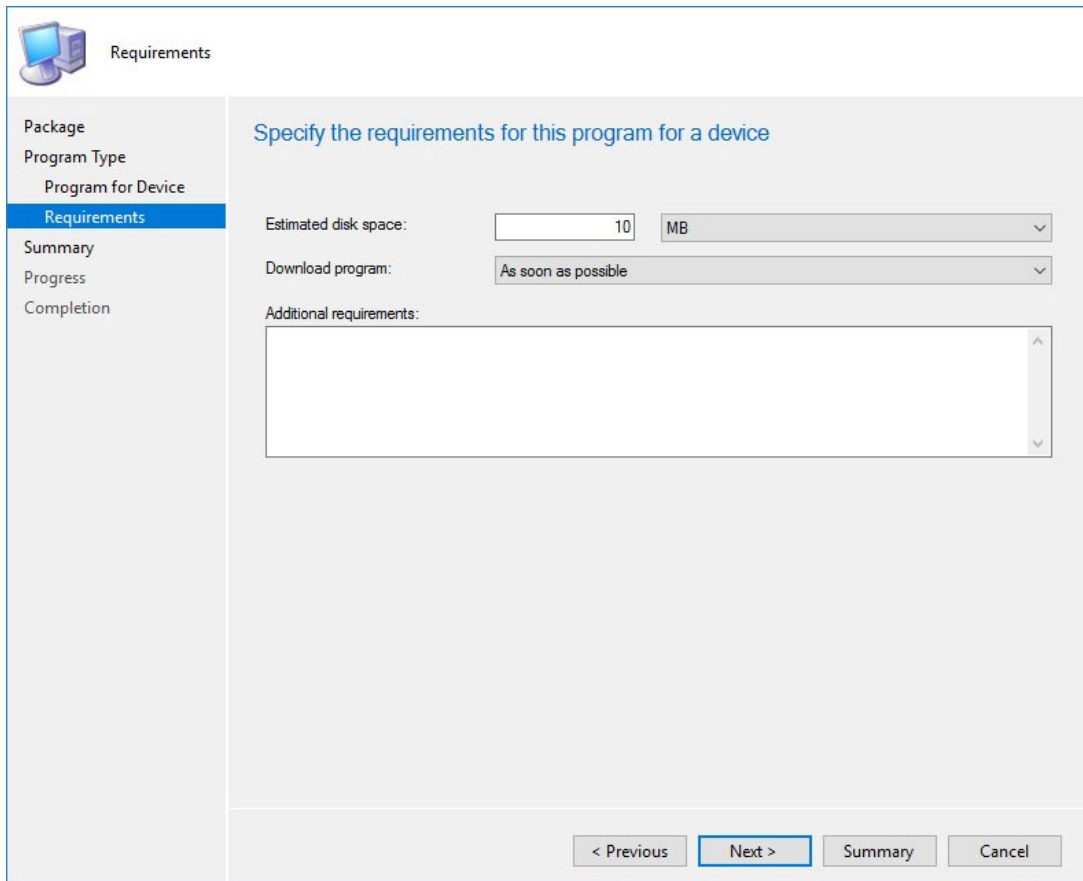 Requirements
Package
Program Type
Program for Device
Requirements
Summary
Progress
Completion
Specify the requirements for this program for a device
Estimated disk space: 10 MB
Download program: As soon as possible
Additional requirements:
< Previous Next > Summary Cancel